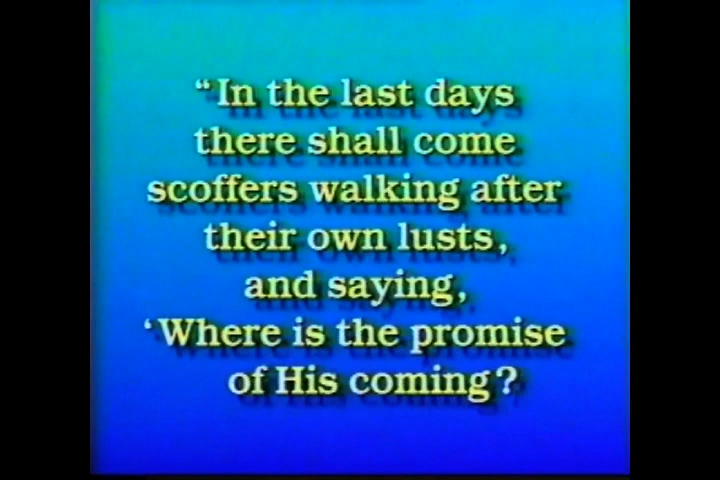 “In the last days
there shall come
scoffers walking after
their own lusts,
and saying,
‘Where is the promise
of His coming?